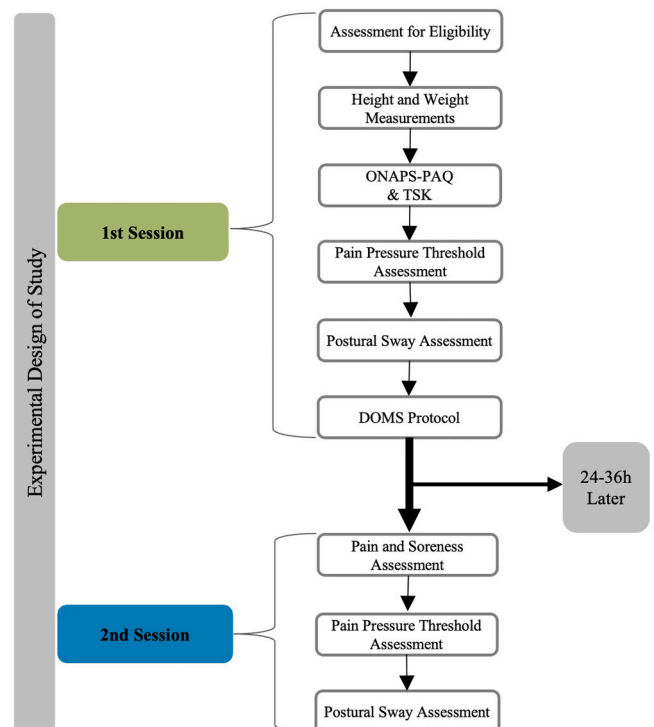 Experimental Design of Study
1st Session
Assessment for Eligibility
Height and Weight
Measurements
ONAPS-PAQ
& TSK
Pain Pressure Threshold
Assessment
Postural Sway Assessment
DOMS Protocol
24-36h
Later
2nd Session
Pain and Soreness
Assessment
Pain Pressure Threshold
Assessment
Postural Sway Assessment